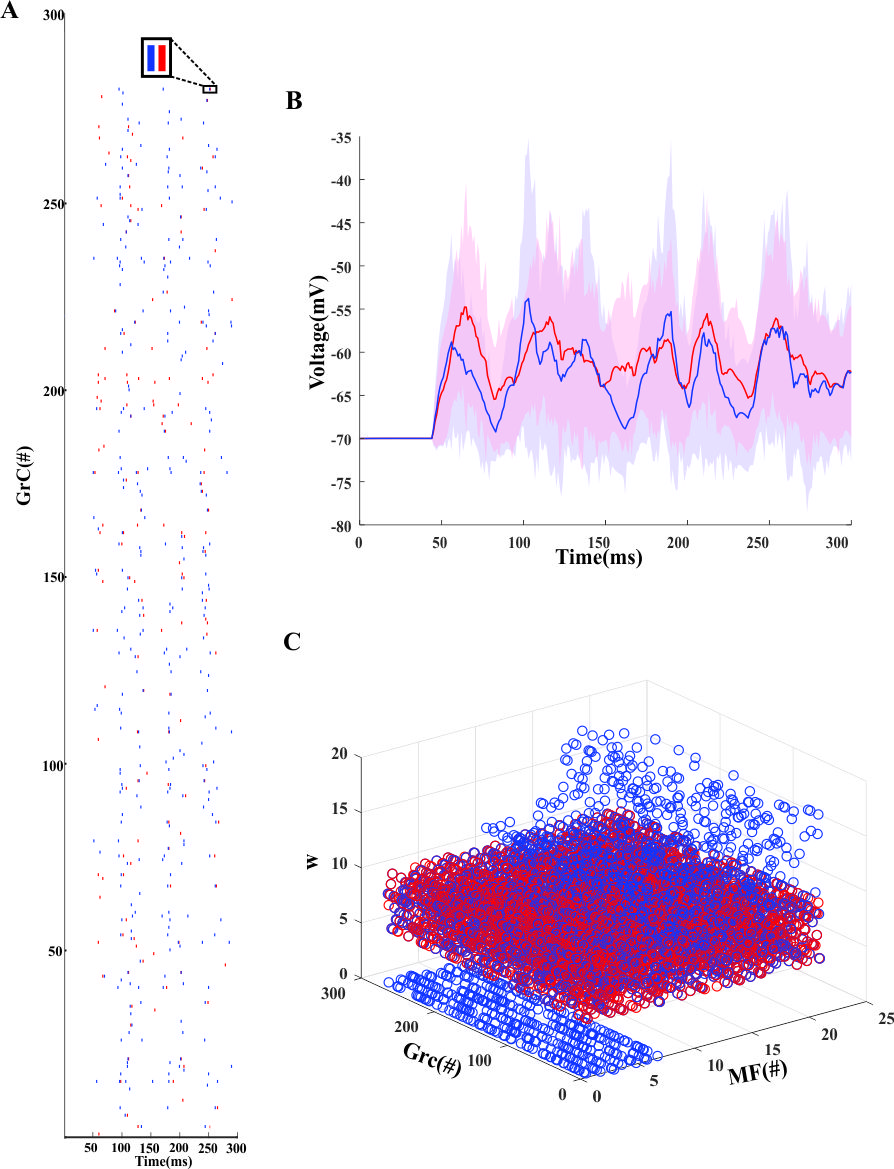 A
300
250
200
150
100
50
GrC(#)
50 100 150 200 250 300
Time(ms)
B
-35
-40
-45
-50
-55
-60
-65
-70
-75
-80
Voltage(mV)
0 50 100 150 200 250 300
Time(ms)
C
20
15
10
5
0
w
300
200
100
0
Grc(#)
0
5
10
15
20
25
MF(#)